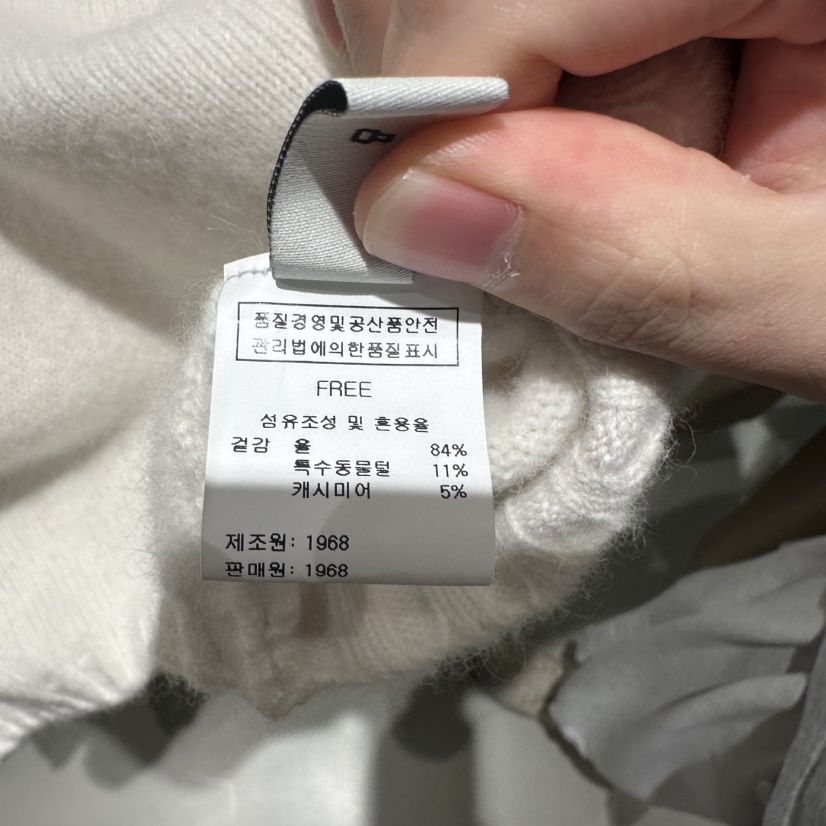 품질경영및공산품안전
관리법에의한품질표시
FREE
섬유조성 및 혼용율
겉감 울 84%
특수동물털 11%
캐시미어 5%
제조원: 1968
판매원: 1968